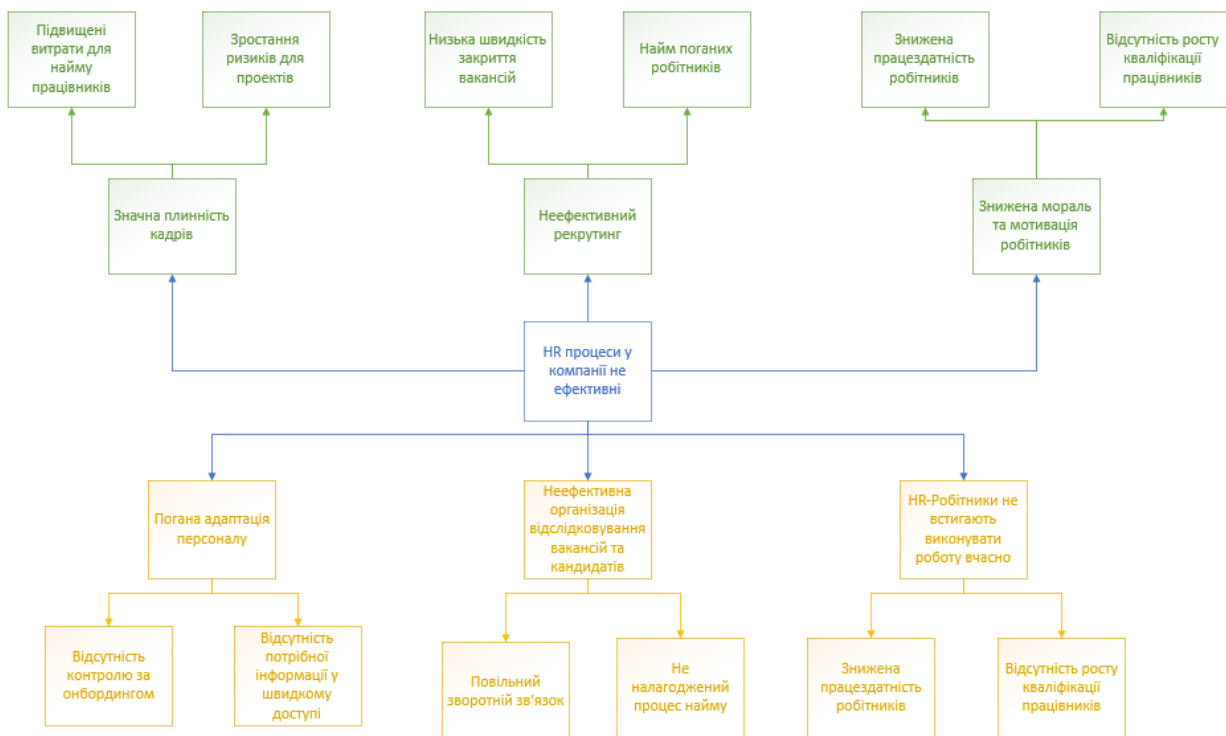 Підвищені
витрати для
найму
працівників
Зростання
ризиків для
проектів
Низька швидкість
закриття
вакансій
Найм поганих
робітників
Знижена
працездатність
робітників
Відсутність росту
кваліфікації
працівників
Значна плинність
кадрів
Неефективний
рекрутинг
Знижена мораль
та мотивація
робітників
HR процеси у
компанії не
ефективні
Погана адаптація
персоналу
Неефективна
організація
відслідковування
вакансій та
кандидатів
HR-Робітники не
встигають
виконувати
роботу вчасно
Відсутність
контролю за
онбордингом
Відсутність
потрібної
інформації у
швидкому
доступі
Повільний
зворотній зв'язок
Не
налагоджений
процес найму
Знижена
працездатність
робітників
Відсутність росту
кваліфікації
працівників